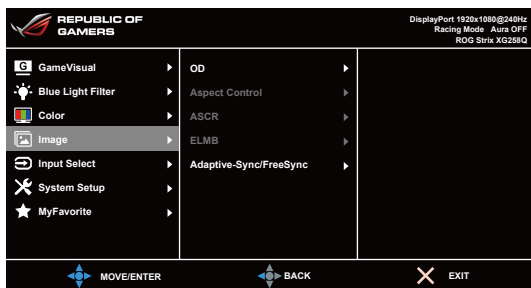 REPUBLIC OF
GAMERS
DisplayPort 1920x1080@240Hz
Racing Mode Aura OFF
ROG Strix XG258Q
G GameVisual
Blue Light Filter
Color
Image
Input Select
System Setup
MyFavorite
OD
Aspect Control
ASCR
ELMB
Adaptive-Sync/FreeSync
MOVE/ENTER
BACK
EXIT